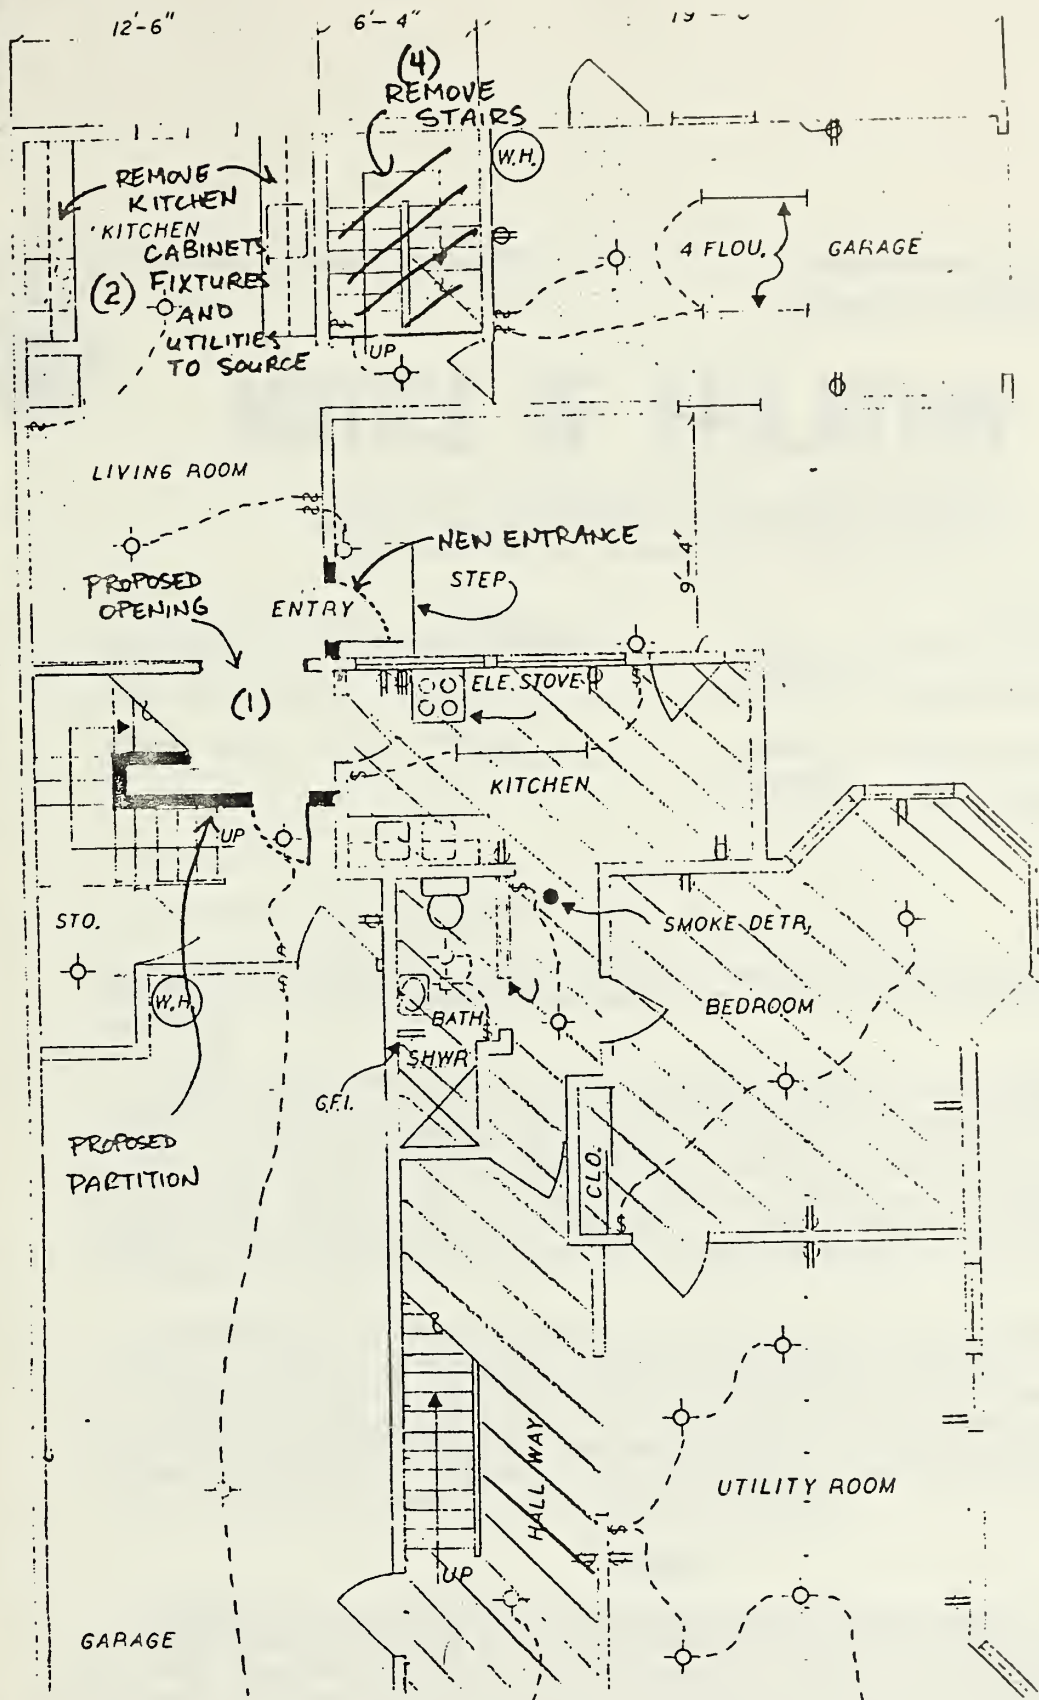 12'-6"
6'-4"
(4)
REMOVE
STAIRS
W.H.
REMOVE
KITCHEN
KITCHEN
CABINETS
(2) FIXTURES
AND
UTILITIES
TO SOURCE
UP
4 FLOU.
GARAGE
LIVING ROOM
NEW ENTRANCE
STEP
9'-4"
PROPOSED
OPENING
ENTRY
(1)
ELE. STOVE
$
$
KITCHEN
UP
STO.
$
$
$
SMOKE DETR,
W.H.
BATH
SHWR
G.F.I.
BEDROOM
PROPOSED
PARTITION
CLO.
$
HALL WAY
UTILITY ROOM
$
UP
GARAGE